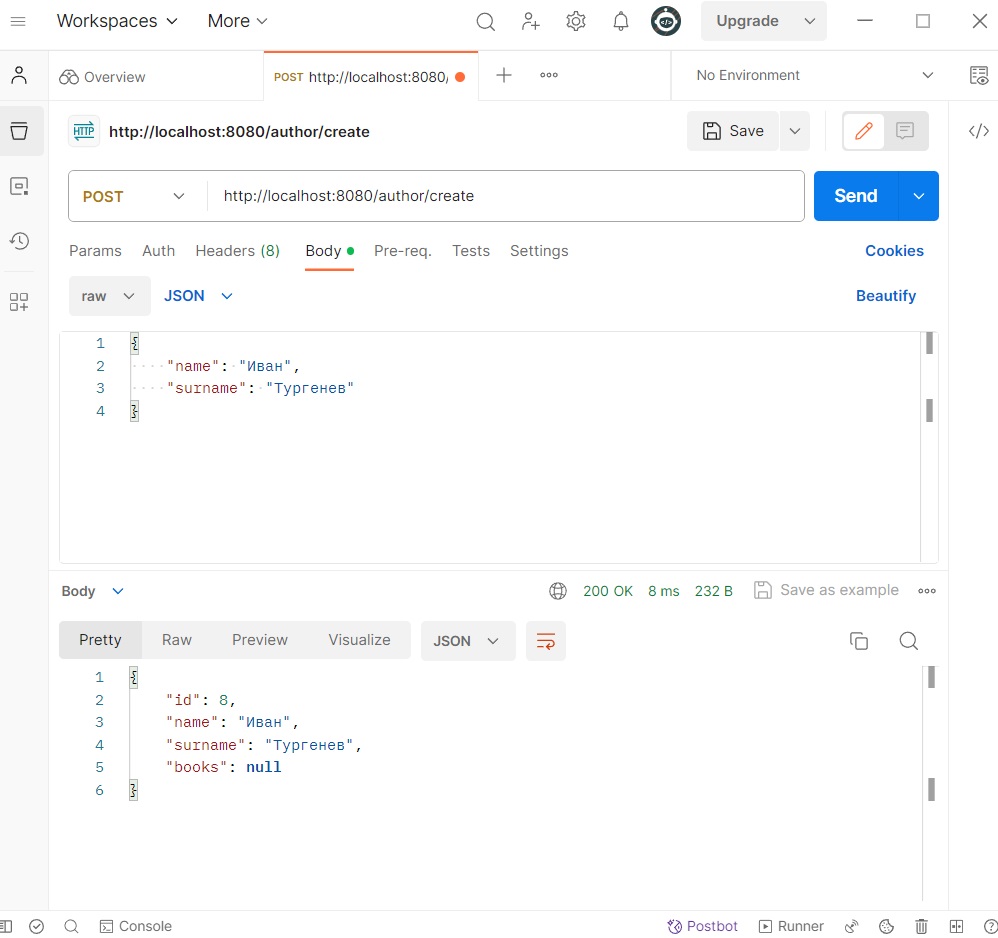 Workspaces More Upgrade
Overview POST http://localhost:8080/ No Environment
HTTP http://localhost:8080/author/create Save
POST http://localhost:8080/author/create Send
Params Auth Headers (8) Body Pre-req. Tests Settings Cookies
raw JSON Beautify
1 {
2 "name": "Иван",
3 "surname": "Тургенев"
4 }
Body 200 OK 8 ms 232 B Save as example
Pretty Raw Preview Visualize JSON
1 {
2 "id": 8,
3 "name": "Иван",
4 "surname": "Тургенев",
5 "books": null
6 }
Console Postbot Runner